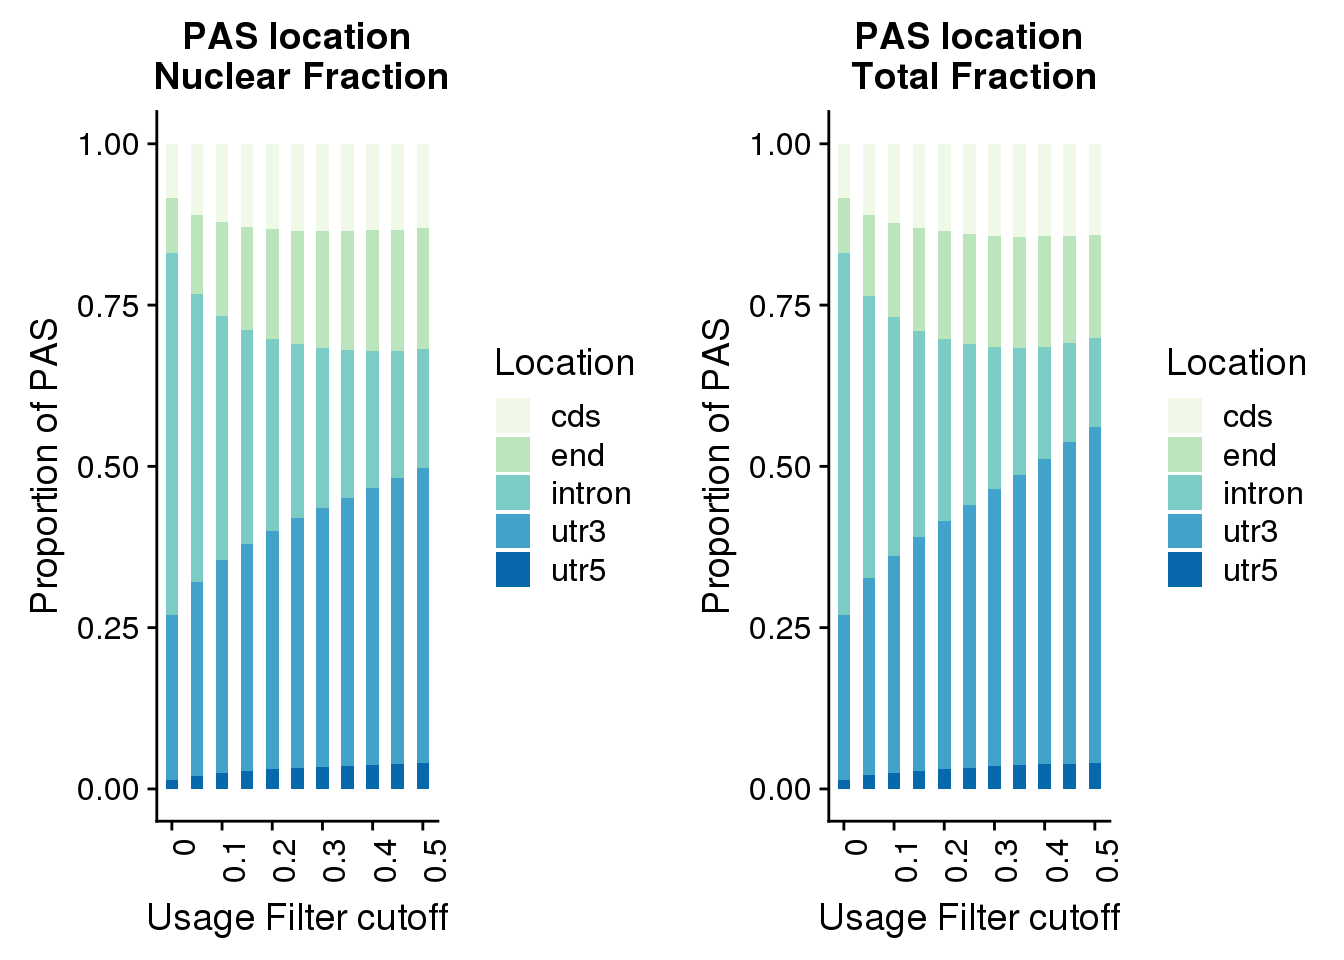 PAS location
Nuclear Fraction
1.00
0.75
0.50
0.25
0.00
Proportion of PAS
0
0.1
0.2
0.3
0.4
0.5
Usage Filter cutoff
Location
cds
end
intron
utr3
utr5
PAS location
Total Fraction
1.00
0.75
0.50
0.25
0.00
Proportion of PAS
0
0.1
0.2
0.3
0.4
0.5
Usage Filter cutoff
Location
cds
end
intron
utr3
utr5